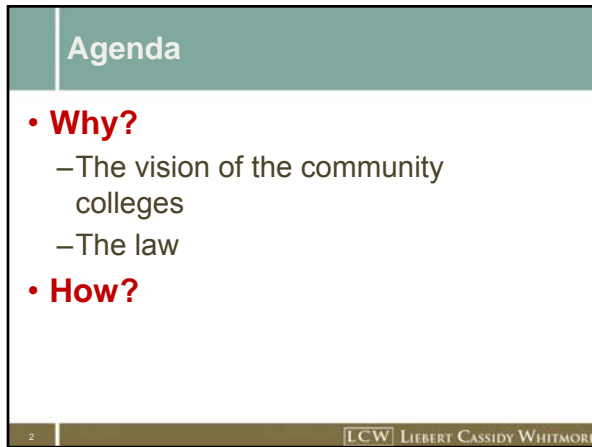 Agenda
• Why?
–The vision of the community
colleges
–The law
• How?
2
LCW LIEBERT CASSIDY WHITMORE